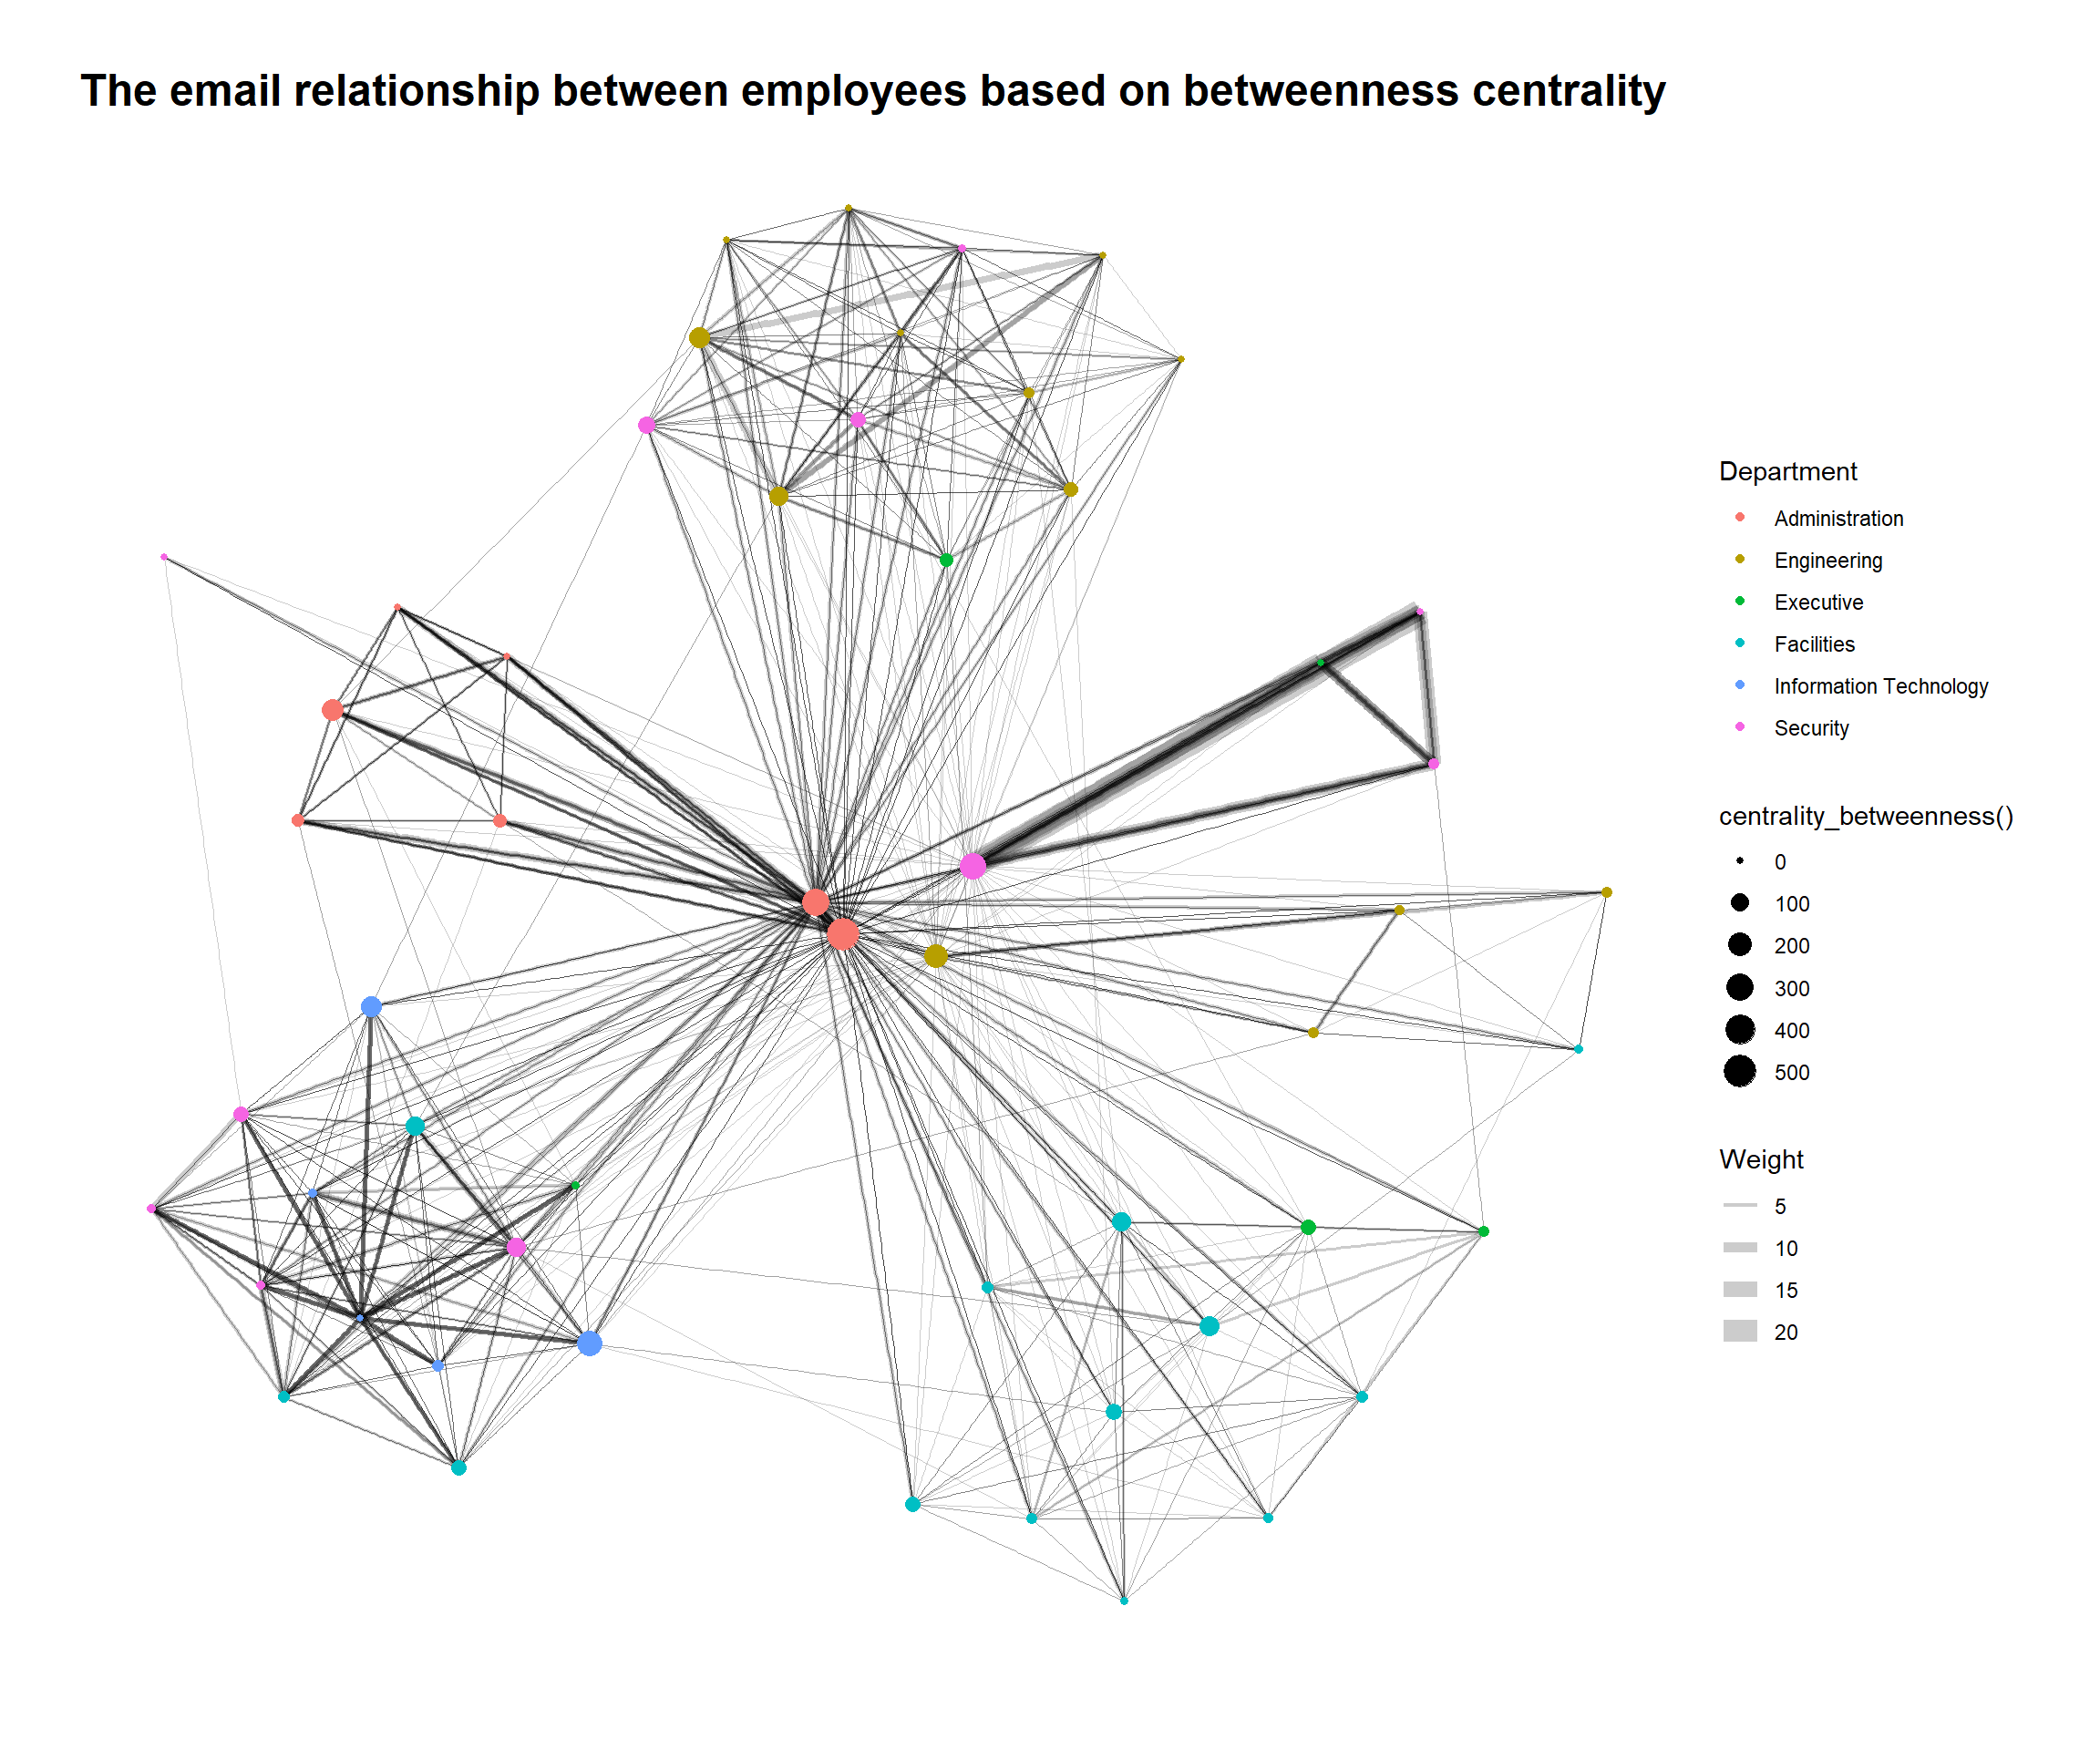 The email relationship between employees based on betweenness centrality
Department
Administration
Engineering
Executive
Facilities
Information Technology
Security
centrality_betweenness()
0
100
200
300
400
500
Weight
5
10
15
20